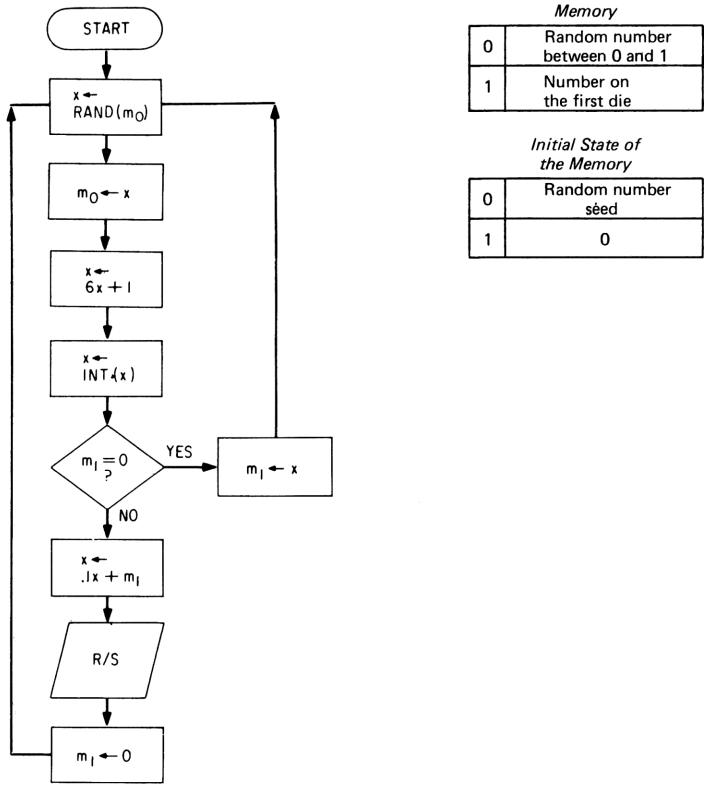 START
x ←
RAND(m₀)
m₀ ← x
x ←
6x + 1
x ←
INT(x)
m₁ = 0
?
YES
m₁ ← x
NO
x ←
.1x + m₁
R/S
m₁ ← 0
Memory
0
Random number
between 0 and 1
1
Number on
the first die
Initial State of
the Memory
0
Random number
seed
1
0